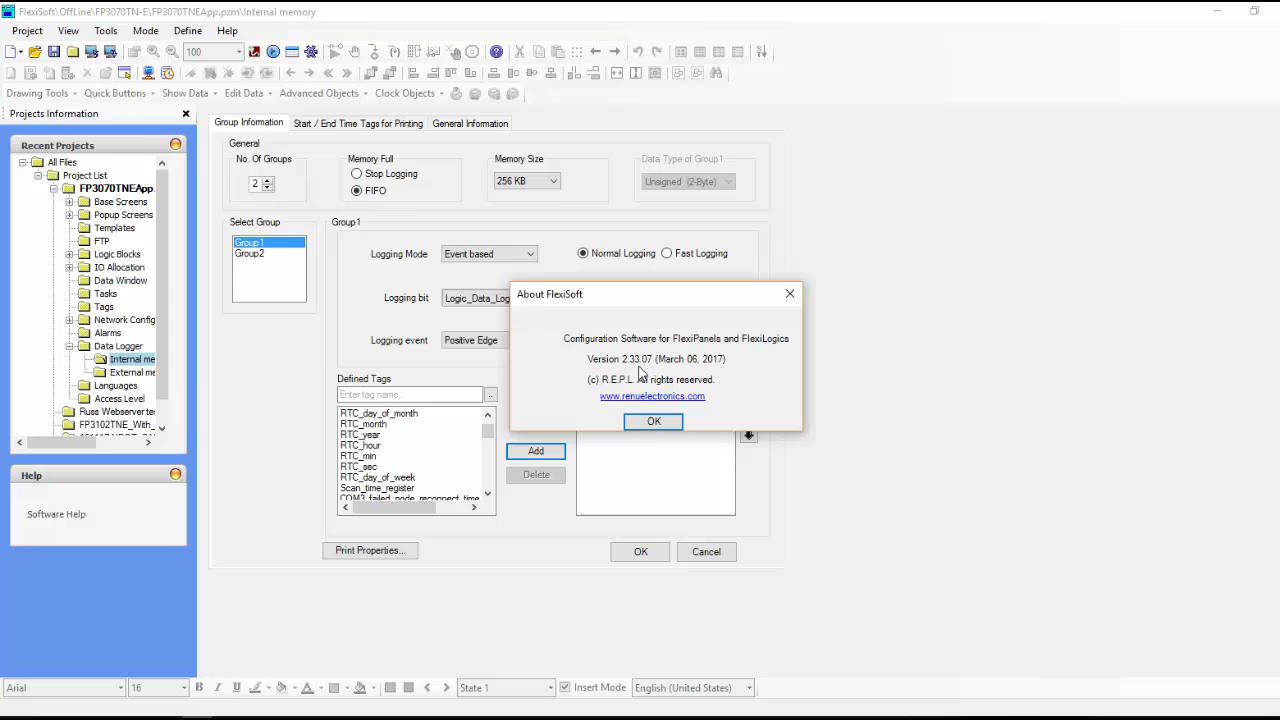 FlexiSoft\OffLine\FP3070TN-E\FP3070TNEApp.pzm\Internal memory
Project View Tools Mode Define Help
100
Drawing Tools Quick Buttons Show Data Edit Data Advanced Objects Clock Objects
Projects Information
Recent Projects
All Files
Project List
FP3070TNEApp.
Base Screens
Popup Screens
Templates
FTP
Logic Blocks
IO Allocation
Data Window
Tasks
Tags
Network Config
Alarms
Data Logger
Internal me
External me
Languages
Access Level
Russ Webserver te
FP3102TNE_With_
Help
Software Help
Group Information Start / End Time Tags for Printing General Information
General
No. Of Groups
2
Memory Full
Stop Logging
FIFO
Memory Size
256 KB
Data Type of Group1
Unsigned (2-Byte)
Select Group
Group1
Group2
Group1
Logging Mode Event based Normal Logging Fast Logging
Logging bit Logic_Data_Log
Logging event Positive Edge
Defined Tags
Enter tag name... ..
RTC_day_of_month
RTC_month
RTC_year
RTC_hour
RTC_min
RTC_sec
RTC_day_of_week
Scan_time_register
COM3_failed_node_reconnect_time
Add
Delete
Print Properties... OK Cancel
About FlexiSoft
Configuration Software for FlexiPanels and FlexiLogics
Version 2.33.07 (March 06, 2017)
(c) R.E.P.L. All rights reserved.
www.renuelectronics.com
OK
Arial 16 B I U A State 1 Insert Mode English (United States)